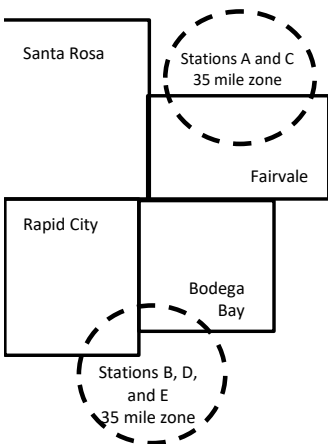 Santa Rosa
Stations A and C
35 mile zone
Fairvale
Rapid City
Bodega
Bay
Stations B, D,
and E
35 mile zone